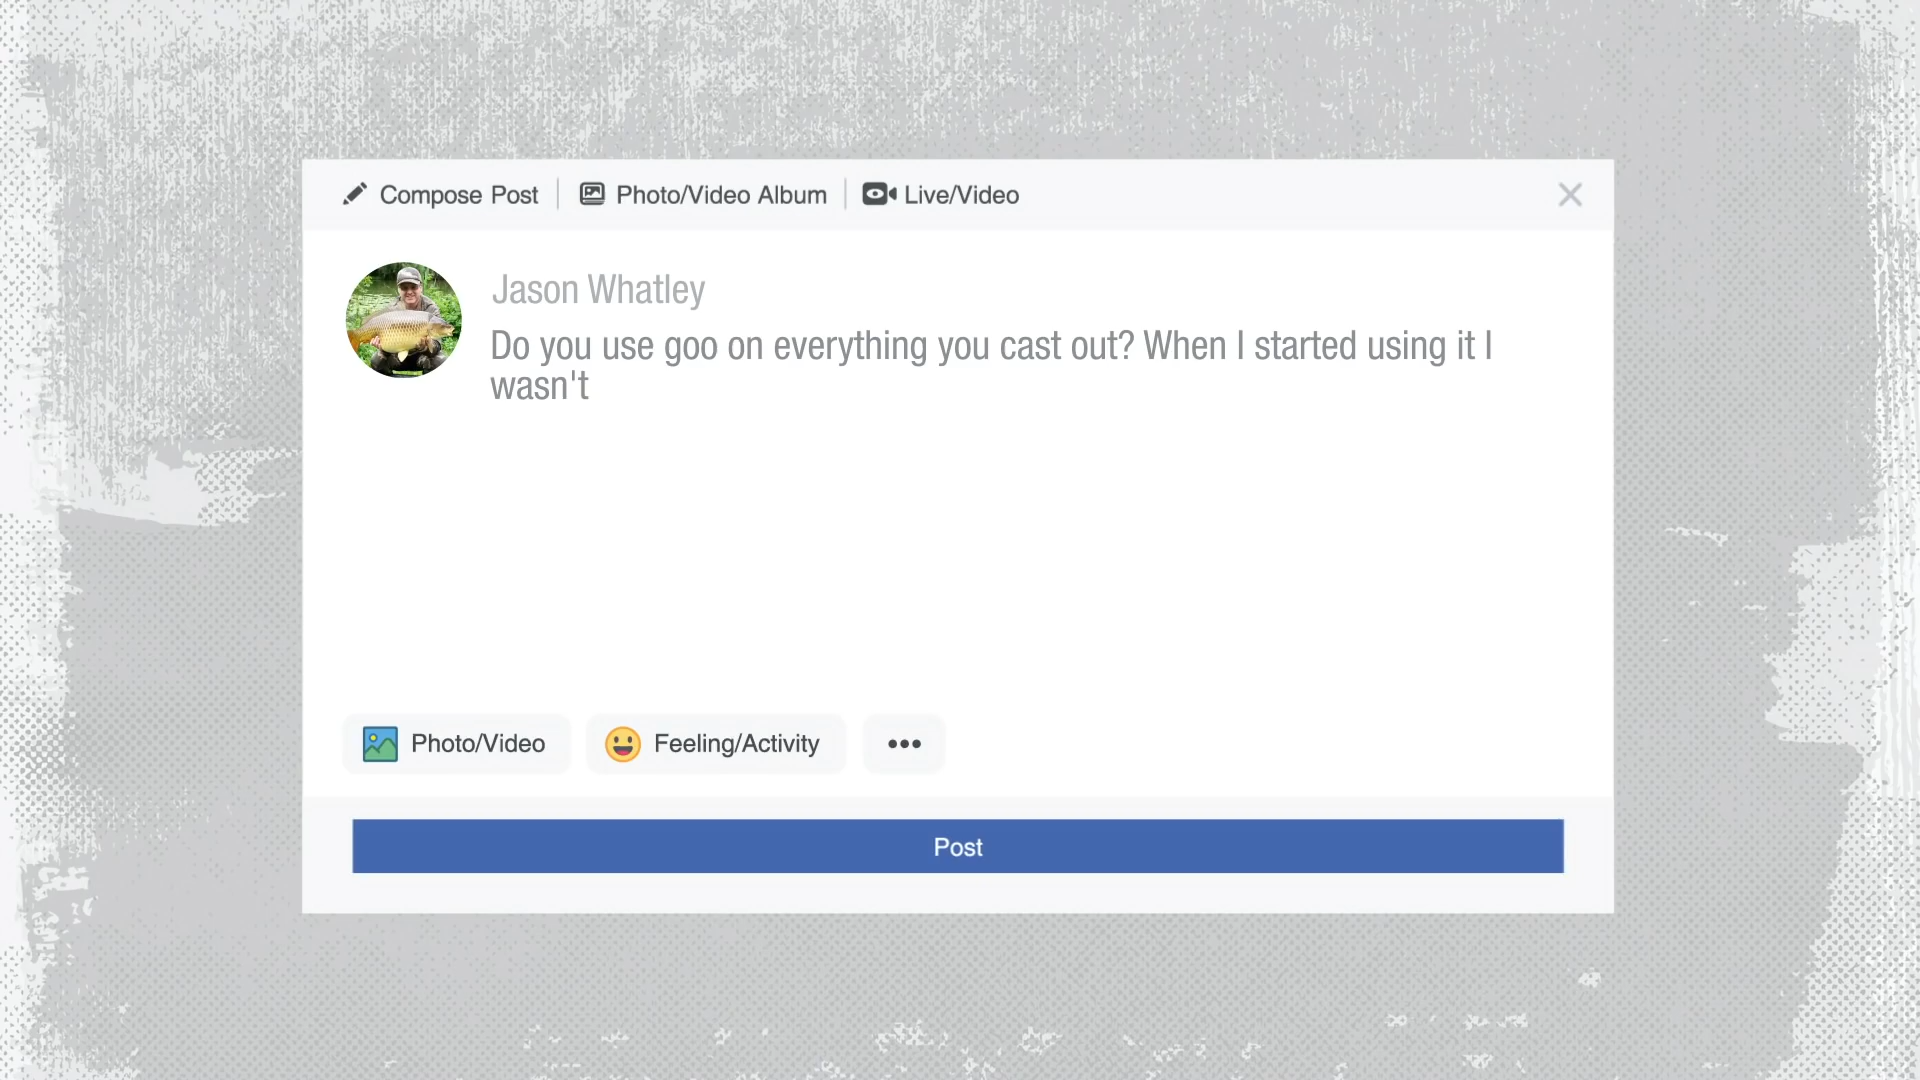 Compose Post
Photo/Video Album
Live/Video
Jason Whatley
Do you use goo on everything you cast out? When I started using it I
wasn't
Photo/Video
Feeling/Activity
Post